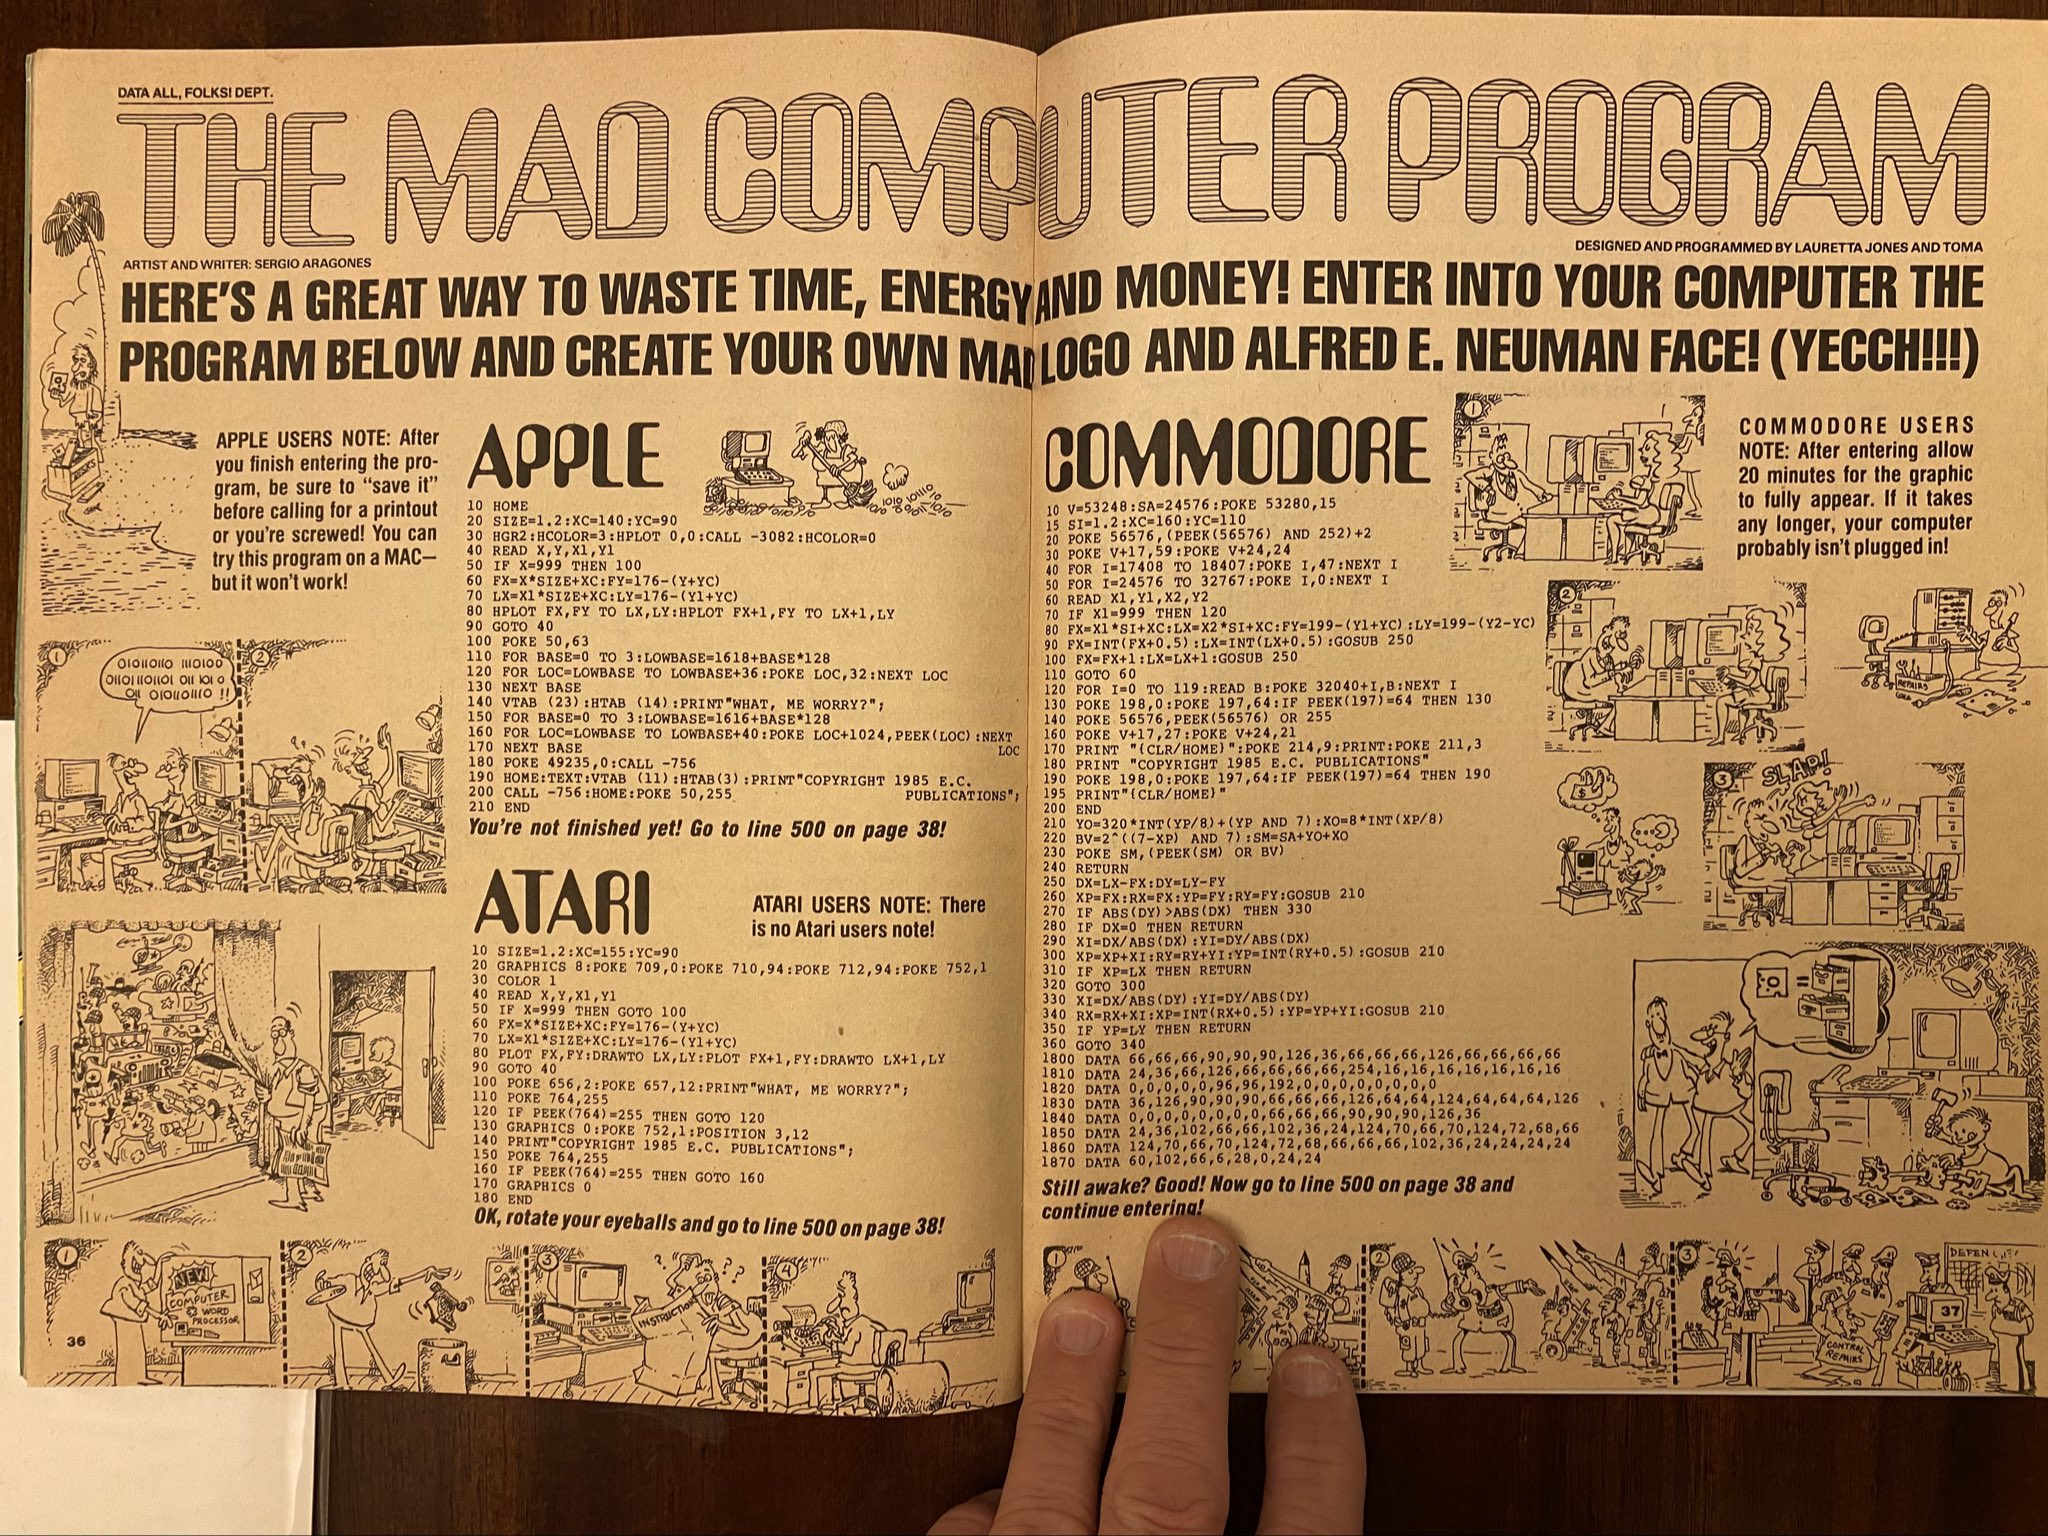 DATA ALL, FOLKS! DEPT.
THE MAD COMPUTER PROGRAM
ARTIST AND WRITER: SERGIO ARAGONES
DESIGNED AND PROGRAMMED BY LAURETTA JONES AND TOMA
HERE'S A GREAT WAY TO WASTE TIME, ENERGY AND MONEY! ENTER INTO YOUR COMPUTER THE
PROGRAM BELOW AND CREATE YOUR OWN MAD LOGO AND ALFRED E. NEUMAN FACE! (YECCH!!!)
APPLE USERS NOTE: After
you finish entering the pro-
gram, be sure to "save it"
before calling for a printout
or you're screwed! You can
try this program on a MAC—
but it won't work!
APPLE
10 HOME
20 SIZE=1.2:XC=140:YC=90
30 HGR2:HCOLOR=3:HPLOT 0,0:CALL -3082:HCOLOR=0
40 READ X,Y,X1,Y1
50 IF X=999 THEN 100
60 FX=X*SIZE+XC:FY=176-(Y+YC)
70 LX=X1*SIZE+XC:LY=176-(Y1+YC)
80 HPLOT FX,FY TO LX,LY:HPLOT FX+1,FY TO LX+1,LY
90 GOTO 40
100 POKE 50,63
110 FOR BASE=0 TO 3:LOWBASE=1618+BASE*128
120 FOR LOC=LOWBASE TO LOWBASE+36:POKE LOC,32:NEXT LOC
130 NEXT BASE
140 VTAB (23):HTAB (14):PRINT"WHAT, ME WORRY?";
150 FOR BASE=0 TO 3:LOWBASE=1616+BASE*128
160 FOR LOC=LOWBASE TO LOWBASE+40:POKE LOC+1024,PEEK(LOC):NEXT
170 NEXT BASE LOC
180 POKE 49235,0:CALL -756
190 HOME:TEXT:VTAB (11):HTAB(3):PRINT"COPYRIGHT 1985 E.C.
200 CALL -756:HOME:POKE 50,255 PUBLICATIONS";
210 END
You're not finished yet! Go to line 500 on page 38!
ATARI
ATARI USERS NOTE: There
is no Atari users note!
10 SIZE=1.2:XC=155:YC=90
20 GRAPHICS 8:POKE 709,0:POKE 710,94:POKE 712,94:POKE 752,1
30 COLOR 1
40 READ X,Y,X1,Y1
50 IF X=999 THEN GOTO 100
60 FX=X*SIZE+XC:FY=176-(Y+YC)
70 LX=X1*SIZE+XC:LY=176-(Y1+YC)
80 PLOT FX,FY:DRAWTO LX,LY:PLOT FX+1,FY:DRAWTO LX+1,LY
90 GOTO 40
100 POKE 656,2:POKE 657,12:PRINT"WHAT, ME WORRY?";
110 POKE 764,255
120 IF PEEK(764)=255 THEN GOTO 120
130 GRAPHICS 0:POKE 752,1:POSITION 3,12
140 PRINT"COPYRIGHT 1985 E.C. PUBLICATIONS";
150 POKE 764,255
160 IF PEEK(764)=255 THEN GOTO 160
170 GRAPHICS 0
180 END
OK, rotate your eyeballs and go to line 500 on page 38!
1
2
1
NEW
COMPUTER
& WORD
PROCESSOR
2
3
INSTRUCTION
???
4
36
COMMODORE
10 V=53248:SA=24576:POKE 53280,15
15 SI=1.2:XC=160:YC=110
20 POKE 56576,(PEEK(56576) AND 252)+2
30 POKE V+17,59:POKE V+24,24
40 FOR I=17408 TO 18407:POKE I,47:NEXT I
50 FOR I=24576 TO 32767:POKE I,0:NEXT I
60 READ X1,Y1,X2,Y2
70 IF X1=999 THEN 120
80 FX=X1*SI+XC:LX=X2*SI+XC:FY=199-(Y1+YC):LY=199-(Y2-YC)
90 FX=INT(FX+0.5):LX=INT(LX+0.5):GOSUB 250
100 FX=FX+1:LX=LX+1:GOSUB 250
110 GOTO 60
120 FOR I=0 TO 119:READ B:POKE 32040+I,B:NEXT I
130 POKE 198,0:POKE 197,64:IF PEEK(197)=64 THEN 130
140 POKE 56576,PEEK(56576) OR 255
160 POKE V+17,27:POKE V+24,21
170 PRINT "{CLR/HOME}":POKE 214,9:PRINT:POKE 211,3
180 PRINT "COPYRIGHT 1985 E.C. PUBLICATIONS"
190 POKE 198,0:POKE 197,64:IF PEEK(197)=64 THEN 190
195 PRINT"{CLR/HOME}"
200 END
210 YO=320*INT(YP/8)+(YP AND 7):XO=8*INT(XP/8)
220 BV=2^((7-XP) AND 7):SM=SA+YO+XO
230 POKE SM,(PEEK(SM) OR BV)
240 RETURN
250 DX=LX-FX:DY=LY-FY
260 XP=FX:RX=FX:YP=FY:RY=FY:GOSUB 210
270 IF ABS(DY)>ABS(DX) THEN 330
280 IF DX=0 THEN RETURN
290 XI=DX/ABS(DX):YI=DY/ABS(DX)
300 XP=XP+XI:RY=RY+YI:YP=INT(RY+0.5):GOSUB 210
310 IF XP=LX THEN RETURN
320 GOTO 300
330 XI=DX/ABS(DY):YI=DY/ABS(DY)
340 RX=RX+XI:XP=INT(RX+0.5):YP=YP+YI:GOSUB 210
350 IF YP=LY THEN RETURN
360 GOTO 340
1800 DATA 66,66,66,90,90,90,126,36,66,66,66,126,66,66,66,66
1810 DATA 24,36,66,126,66,66,66,66,254,16,16,16,16,16,16,16
1820 DATA 0,0,0,0,0,96,96,192,0,0,0,0,0,0,0,0
1830 DATA 36,126,90,90,90,66,66,66,126,64,64,124,64,64,64,126
1840 DATA 0,0,0,0,0,0,0,0,66,66,66,90,90,90,126,36
1850 DATA 24,36,102,66,66,102,36,24,124,70,66,70,124,72,68,66
1860 DATA 124,70,66,70,124,72,68,66,66,66,102,36,24,24,24,24
1870 DATA 60,102,66,6,28,0,24,24
Still awake? Good! Now go to line 500 on page 38 and
continue entering!
COMMODORE USERS
NOTE: After entering allow
20 minutes for the graphic
to fully appear. If it takes
any longer, your computer
probably isn't plugged in!
1
2
REPAIRS
3
SLAP!
1
2
3
CONTROL
REPAIRS
37